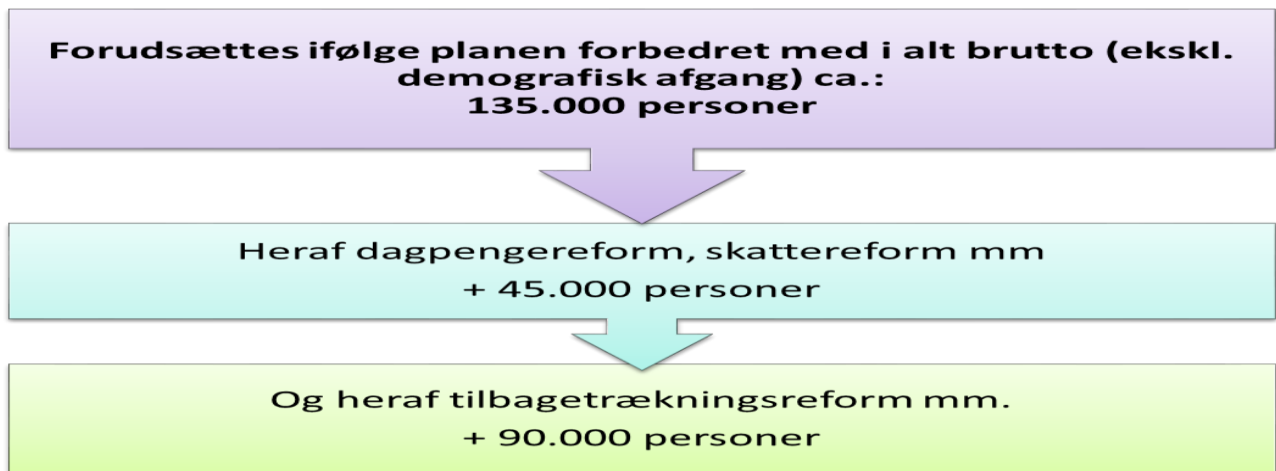 Forudsættes ifølge planen forbedret med i alt brutto (ekskl.
demografisk afgang) ca.:
135.000 personer
Heraf dagpengereform, skattereform mm
+ 45.000 personer
Og heraf tilbagetrækningsreform mm.
+ 90.000 personer